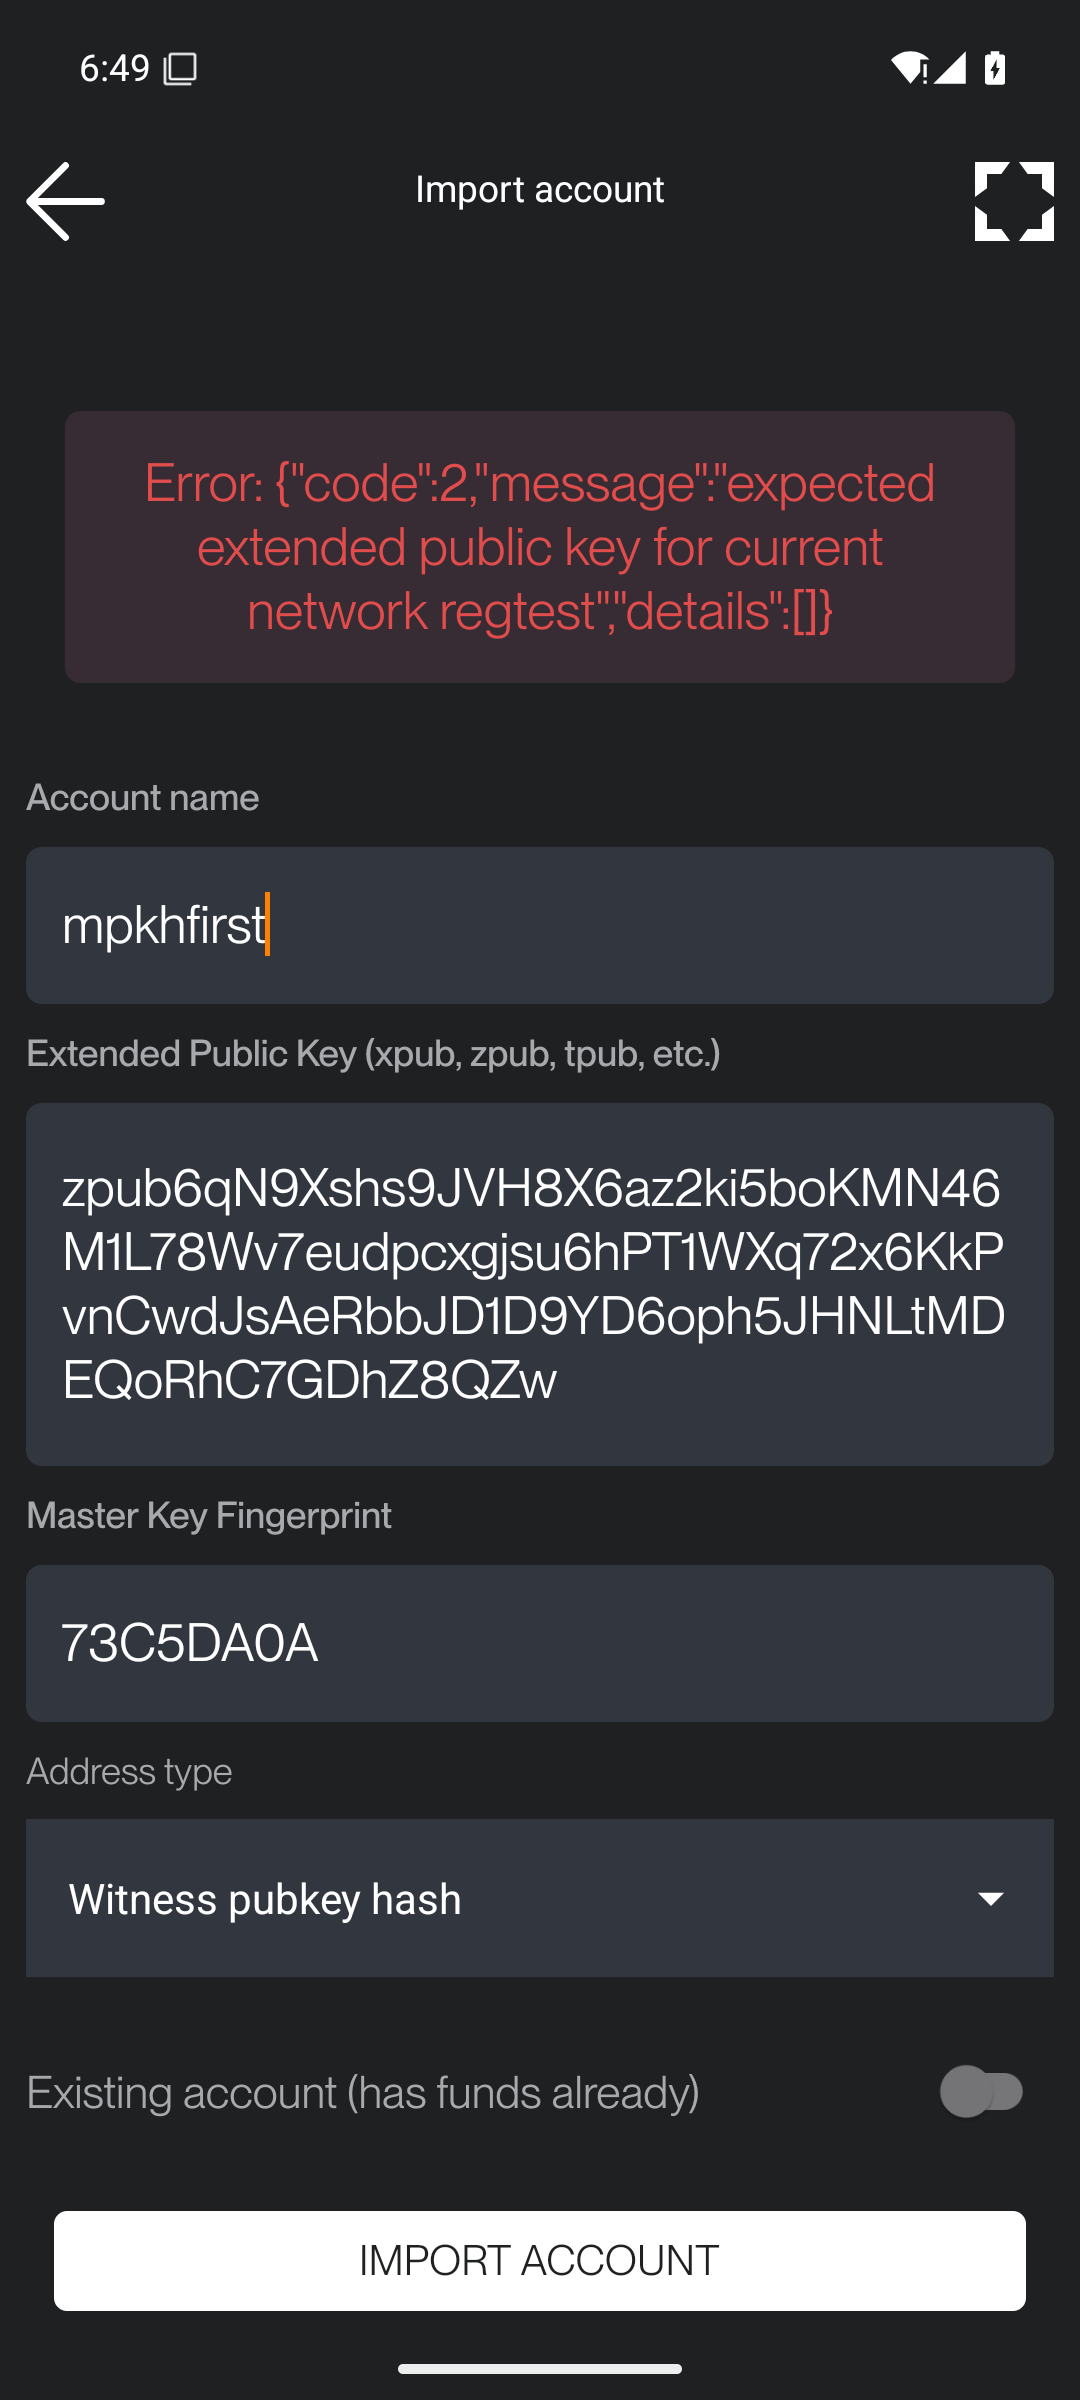 6:49
Import account
Error: {"code":2,"message":"expected
extended public key for current
network regtest","details":[]}
Account name
mpkhfirst
Extended Public Key (xpub, zpub, tpub, etc.)
zpub6qN9Xshs9JVH8X6az2ki5boKMN46
M1L78Wv7eudpcxgjsu6hPT1WXq72x6KkP
vnCwdJsAeRbbJD1D9YD6oph5JHNLtMD
EQoRhC7GDhZ8QZw
Master Key Fingerprint
73C5DA0A
Address type
Witness pubkey hash
Existing account (has funds already)
IMPORT ACCOUNT